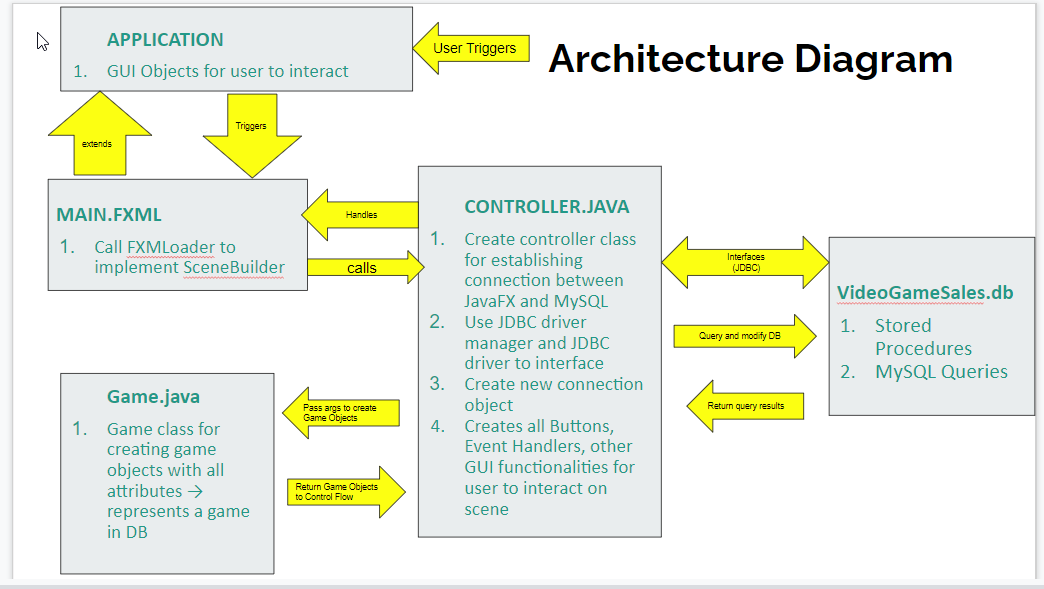 Architecture Diagram
User Triggers
APPLICATION
1. GUI Objects for user to interact
extends
Triggers
MAIN.FXML
1. Call FXMLoader to
implement SceneBuilder
Handles
calls
CONTROLLER.JAVA
1. Create controller class
for establishing
connection between
JavaFX and MySQL
2. Use JDBC driver
manager and JDBC
driver to interface
3. Create new connection
object
4. Creates all Buttons,
Event Handlers, other
GUI functionalities for
user to interact on
scene
Interfaces
(JDBC)
Query and modify DB
Return query results
VideoGameSales.db
1. Stored
Procedures
2. MySQL Queries
Game.java
1. Game class for
creating game
objects with all
attributes →
represents a game
in DB
Pass args to create
Game Objects
Return Game Objects
to Control Flow